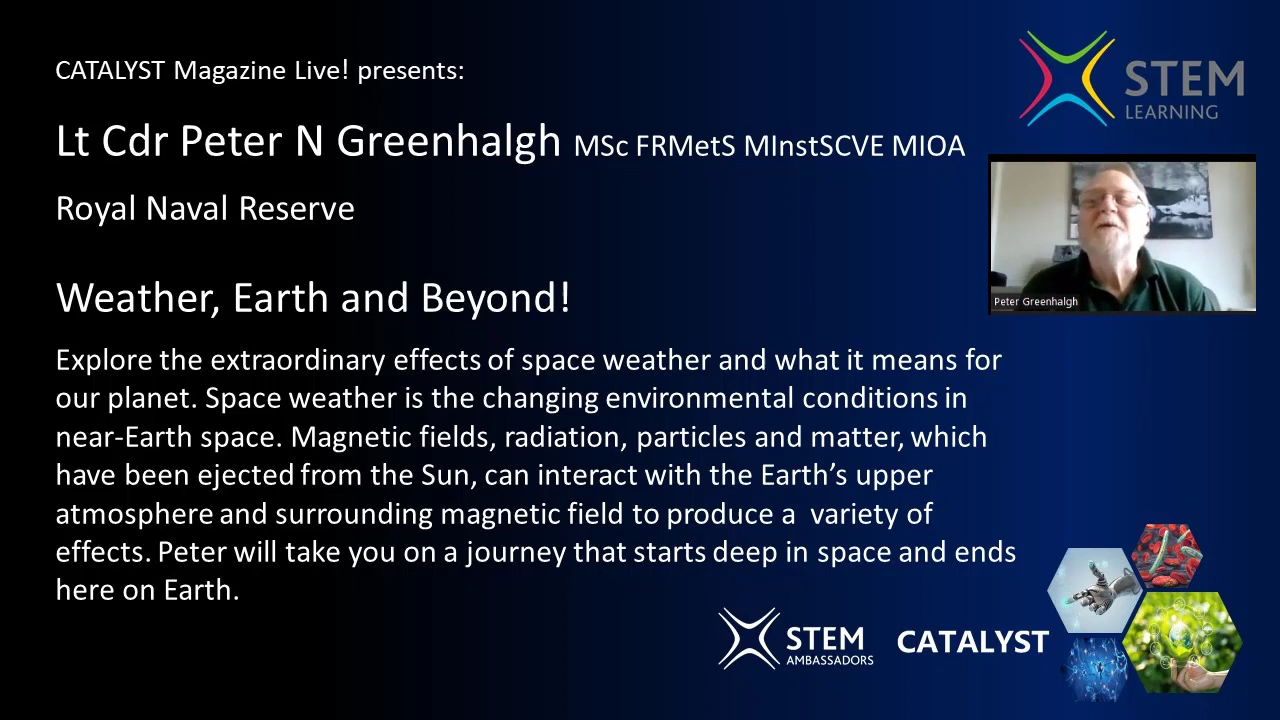 CATALYST Magazine Live! presents:
STEM
LEARNING
Lt Cdr Peter N Greenhalgh MSc FRMetS MInstSCVE MIOA
Royal Naval Reserve
Peter Greenhalgh
Weather, Earth and Beyond!
Explore the extraordinary effects of space weather and what it means for
our planet. Space weather is the changing environmental conditions in
near-Earth space. Magnetic fields, radiation, particles and matter, which
have been ejected from the Sun, can interact with the Earth’s upper
atmosphere and surrounding magnetic field to produce a  variety of
effects. Peter will take you on a journey that starts deep in space and ends
here on Earth.
STEM
AMBASSADORS
CATALYST